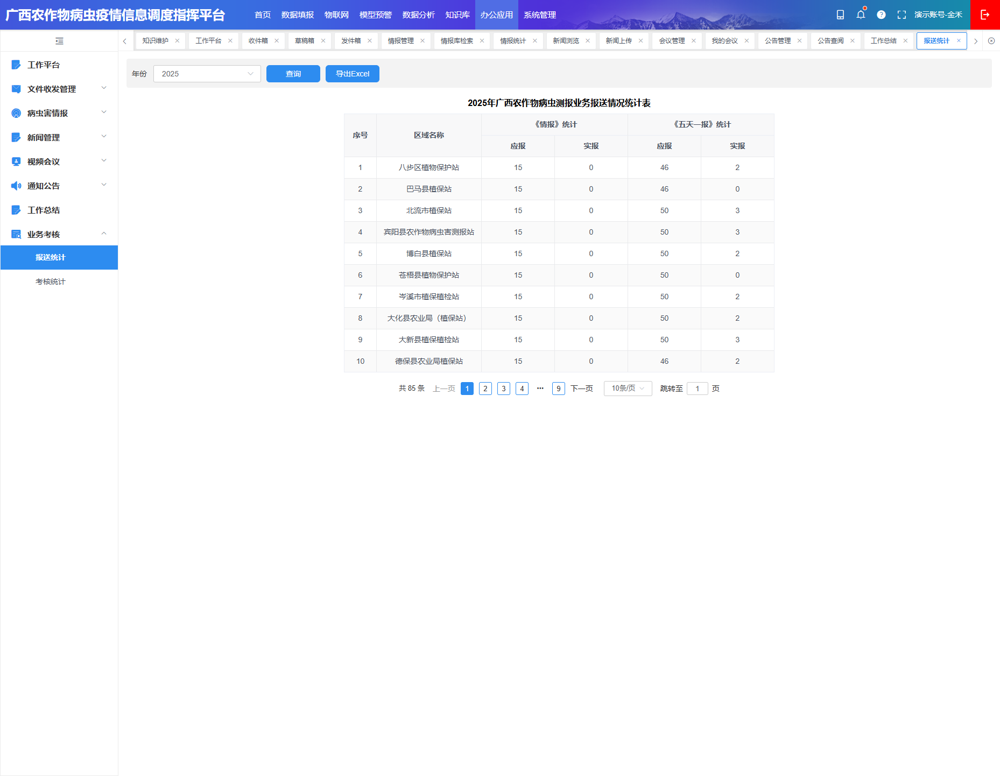 广西农作物病虫疫情信息调度指挥平台 首页 数据填报 物联网 模型预警 数据分析 知识库 办公应用 系统管理 演示账号-金禾
知识维护 工作平台 收件箱 草稿箱 发件箱 情报管理 情报库检索 情报统计 新闻浏览 新闻上传 会议管理 我的会议 公告管理 公告查阅 工作总结 报送统计
工作平台
文件收发管理
病虫害情报
新闻管理
视频会议
通知公告
工作总结
业务考核
报送统计
考核统计
年份 2025 查询 导出Excel
2025年广西农作物病虫测报业务报送情况统计表
序号 区域名称 《情报》统计 《五天一报》统计
应报 实报 应报 实报
1 八步区植物保护站 15 0 46 2
2 巴马县植保站 15 0 46 0
3 北流市植保站 15 0 50 3
4 宾阳县农作物病虫害测报站 15 0 50 3
5 博白县植保站 15 0 50 2
6 苍梧县植物保护站 15 0 50 0
7 岑溪市植保植检站 15 0 50 2
8 大化县农业局（植保站） 15 0 50 2
9 大新县植保植检站 15 0 50 3
10 德保县农业局植保站 15 0 46 2
共 85 条 上一页 1 2 3 4 ••• 9 下一页 10条/页 跳转至 1 页